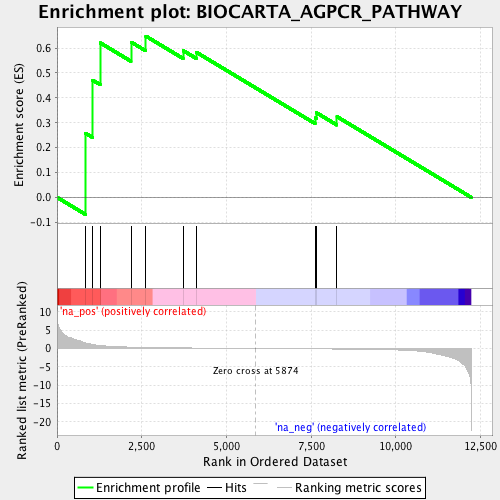 Enrichment plot: BIOCARTA_AGPCR_PATHWAY
Enrichment score (ES)
0.6
0.5
0.4
0.3
0.2
0.1
0.0
-0.1
'na_pos' (positively correlated)
Ranked list metric (PreRanked)
10
5
0
-5
-10
-15
-20
Zero cross at 5874
'na_neg' (negatively correlated)
0
2,500
5,000
7,500
10,000
12,500
Rank in Ordered Dataset
Enrichment profile
Hits
Ranking metric scores